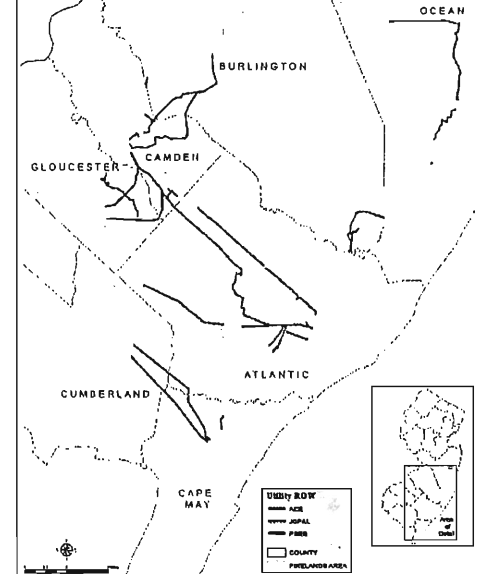 OCEAN
BURLINGTON
CAMDEN
GLOUCESTER
ATLANTIC
CUMBERLAND
CAPE
MAY
Utility ROW
ACE
JCP&L
PSEG
COUNTY
PINELANDS AREA
Area
of
Detail